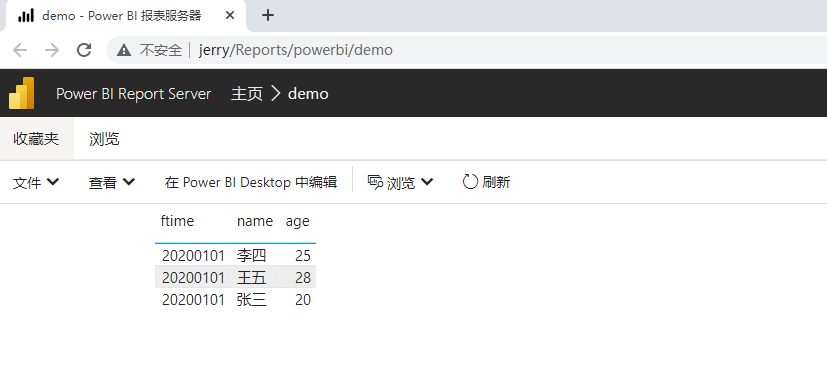 demo - Power BI 报表服务器
不安全 | jerry/Reports/powerbi/demo
Power BI Report Server 主页 > demo
收藏夹 浏览
文件 查看 在 Power BI Desktop 中编辑 浏览 刷新
ftime name age
20200101 李四 25
20200101 王五 28
20200101 张三 20